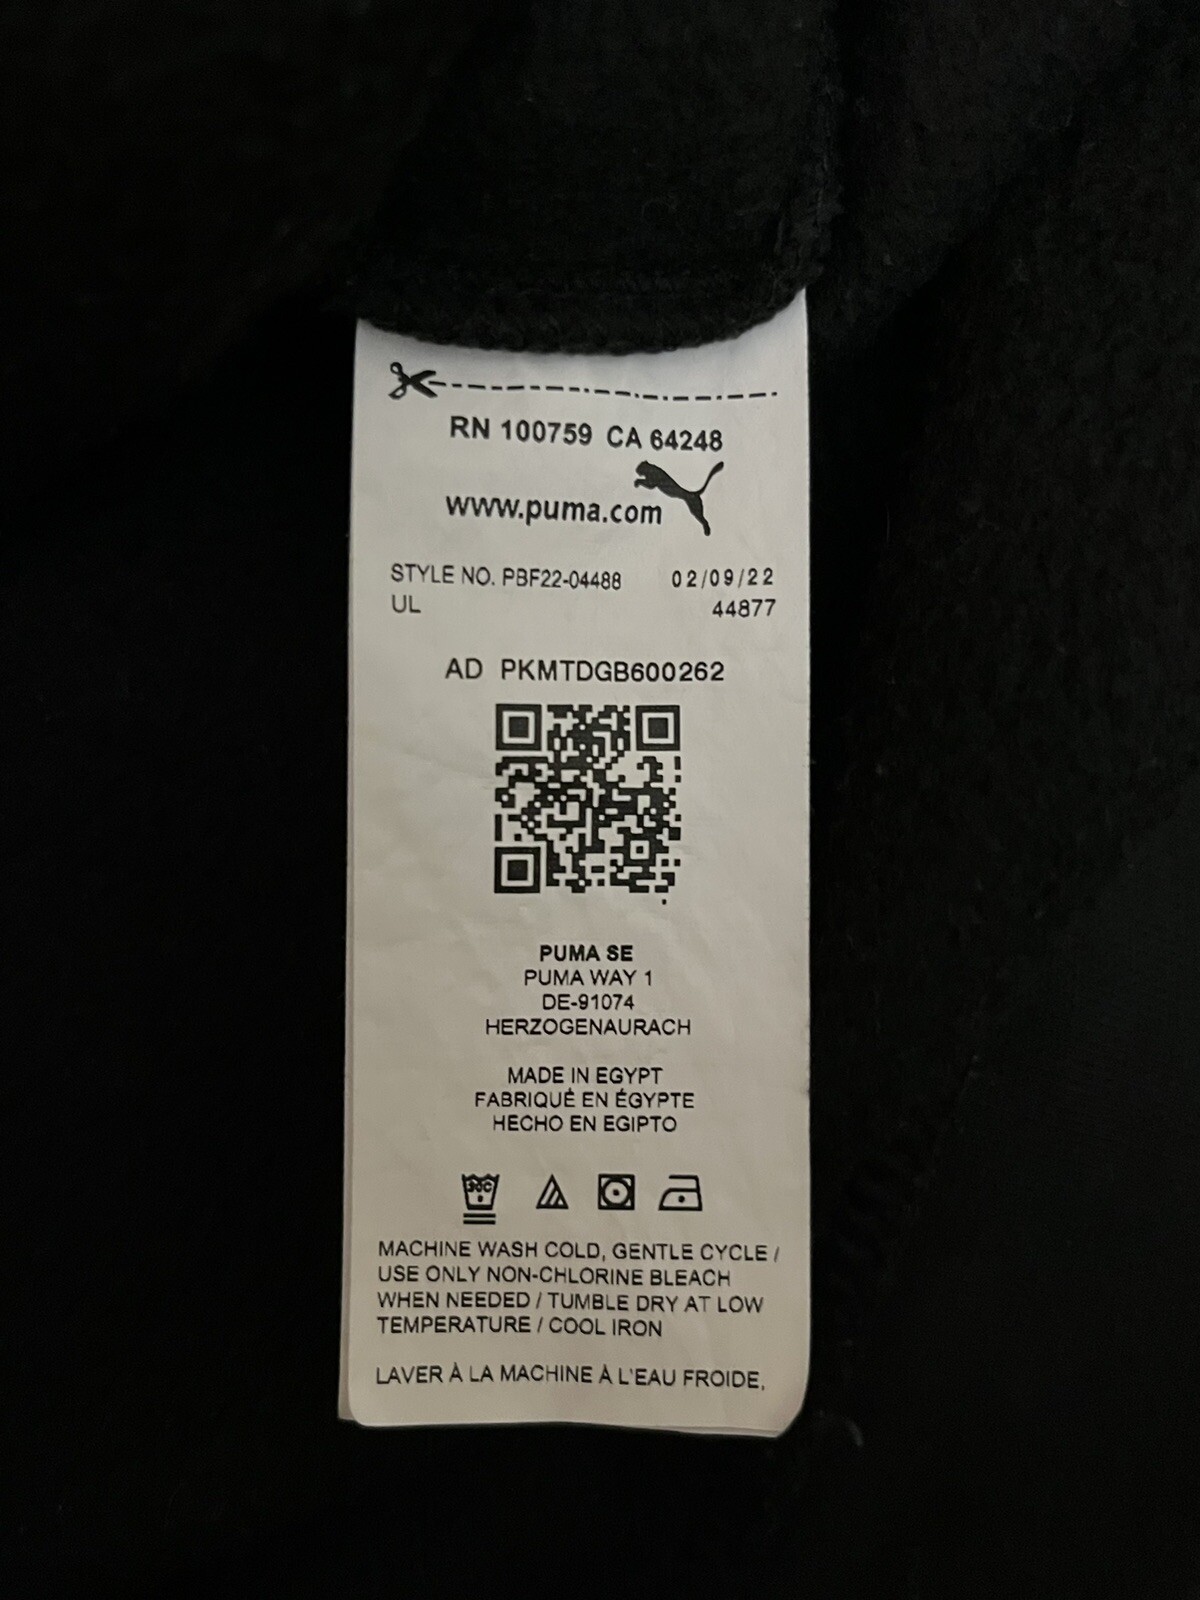 RN 100759 CA 64248
www.puma.com
STYLE NO. PBF22-04488 02/09/22
UL 44877
AD PKMTDGB600262
PUMA SE
PUMA WAY 1
DE-91074
HERZOGENAURACH
MADE IN EGYPT
FABRIQUÉ EN ÉGYPTE
HECHO EN EGIPTO
30C
MACHINE WASH COLD, GENTLE CYCLE /
USE ONLY NON-CHLORINE BLEACH
WHEN NEEDED / TUMBLE DRY AT LOW
TEMPERATURE / COOL IRON
LAVER À LA MACHINE À L'EAU FROIDE,